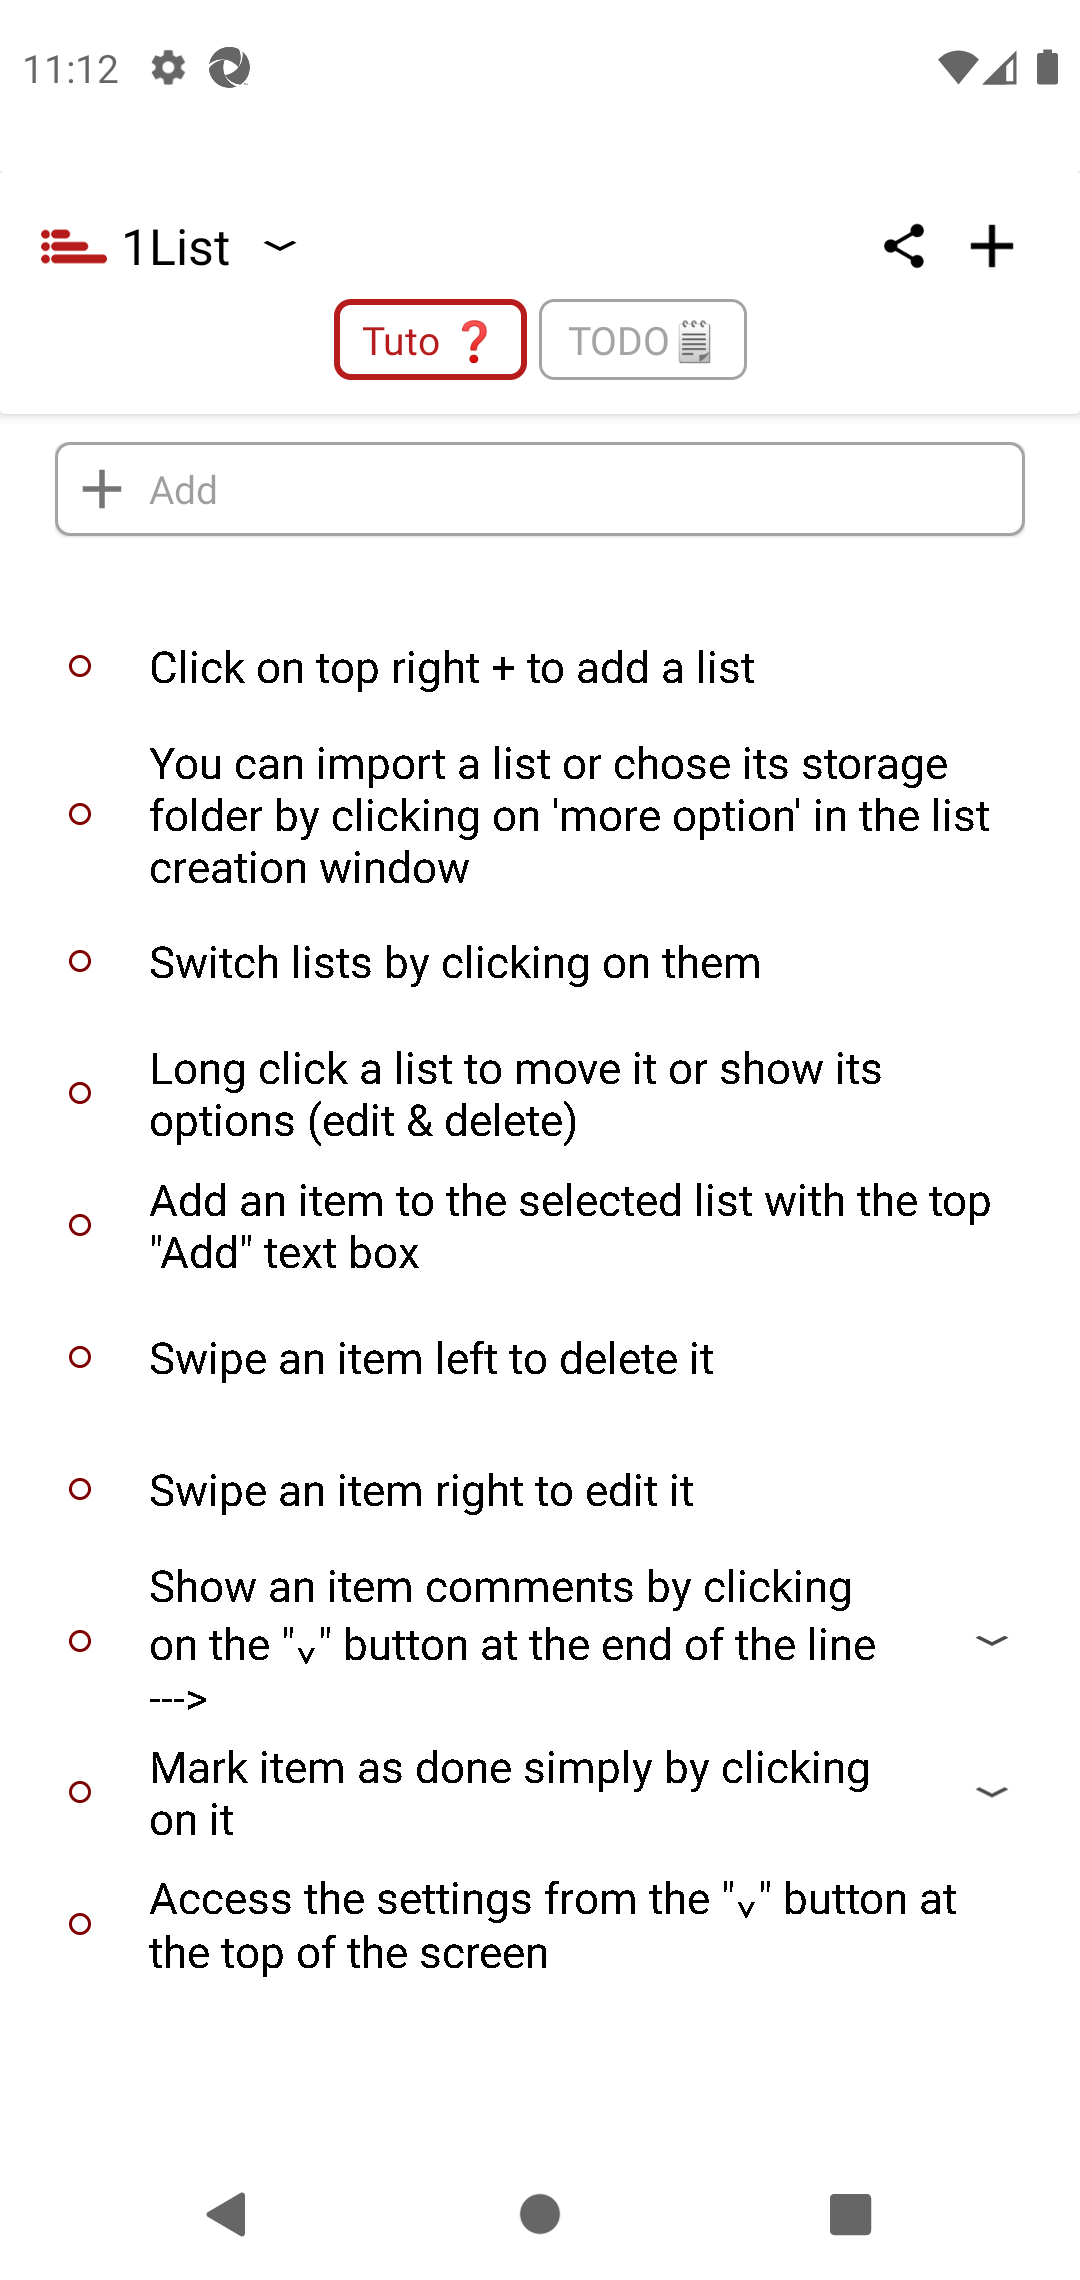 11:12
1List
Tuto ❓
TODO🗒
Add
Click on top right + to add a list
You can import a list or chose its storage
folder by clicking on 'more option' in the list
creation window
Switch lists by clicking on them
Long click a list to move it or show its
options (edit & delete)
Add an item to the selected list with the top
"Add" text box
Swipe an item left to delete it
Swipe an item right to edit it
Show an item comments by clicking
on the "˅" button at the end of the line
--->
Mark item as done simply by clicking
on it
Access the settings from the "˅" button at
the top of the screen